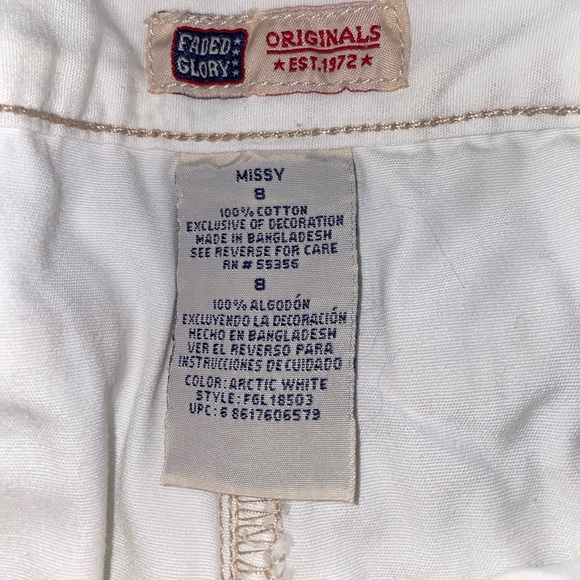 FADED
GLORY
ORIGINALS
EST. 1972
MISSY
8
100% COTTON
EXCLUSIVE OF DECORATION
MADE IN BANGLADESH
SEE REVERSE FOR CARE
RN # 55356
8
100% ALGODÓN
EXCLUYENDO LA DECORACIÓN
HECHO EN BANGLADESH
VER EL REVERSO PARA
INSTRUCCIONES DE CUIDADO
COLOR: ARCTIC WHITE
STYLE: FGL18503
UPC: 6 8617606579